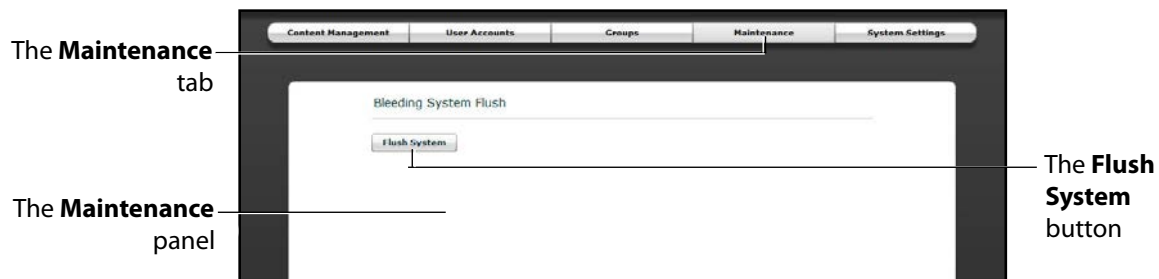 Content Management User Accounts Groups Maintenance System Settings
The Maintenance
tab
Bleeding System Flush
Flush System
The Flush
System
button
The Maintenance
panel